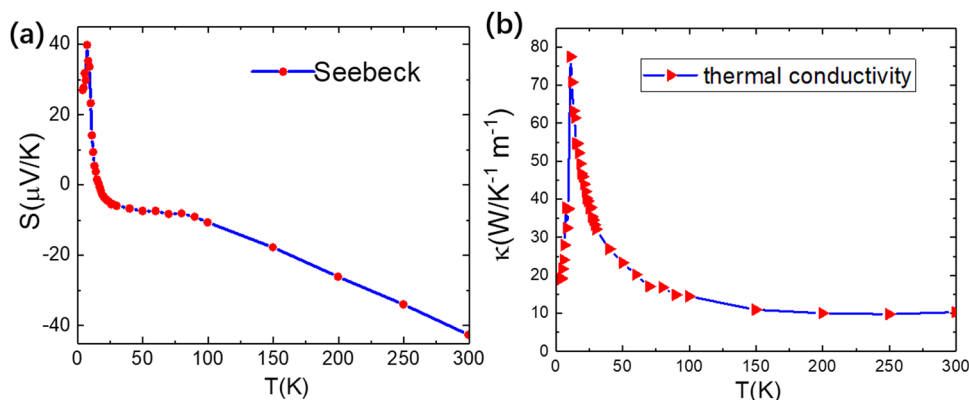 (a)
40
20
0
-20
-40
S(μV/K)
Seebeck
0 50 100 150 200 250 300
T(K)
(b)
80
70
60
50
40
30
20
10
0
κ(W/K⁻¹ m⁻¹)
thermal conductivity
0 50 100 150 200 250 300
T(K)